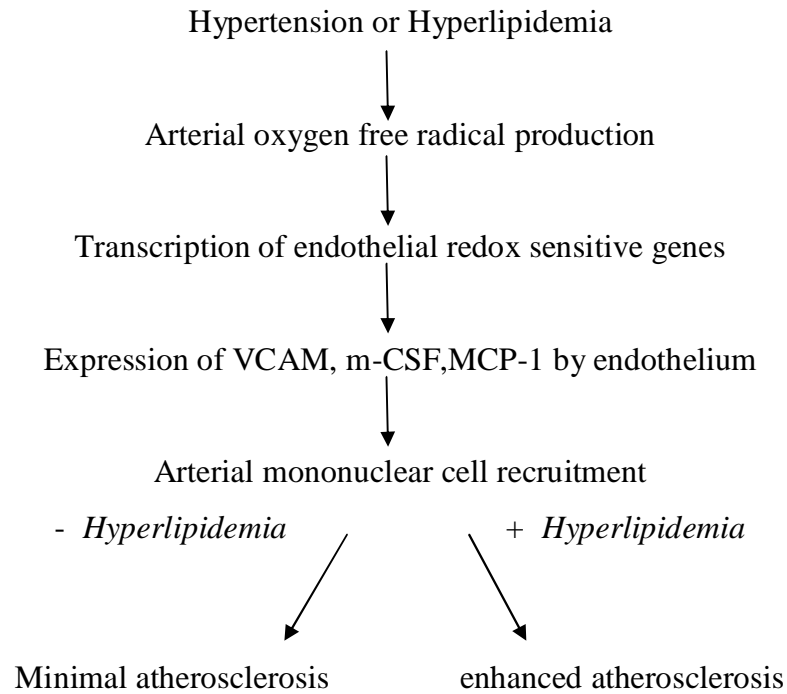 Hypertension or Hyperlipidemia
Arterial oxygen free radical production
Transcription of endothelial redox sensitive genes
Expression of VCAM, m-CSF,MCP-1 by endothelium
Arterial mononuclear cell recruitment
- Hyperlipidemia + Hyperlipidemia
Minimal atherosclerosis enhanced atherosclerosis